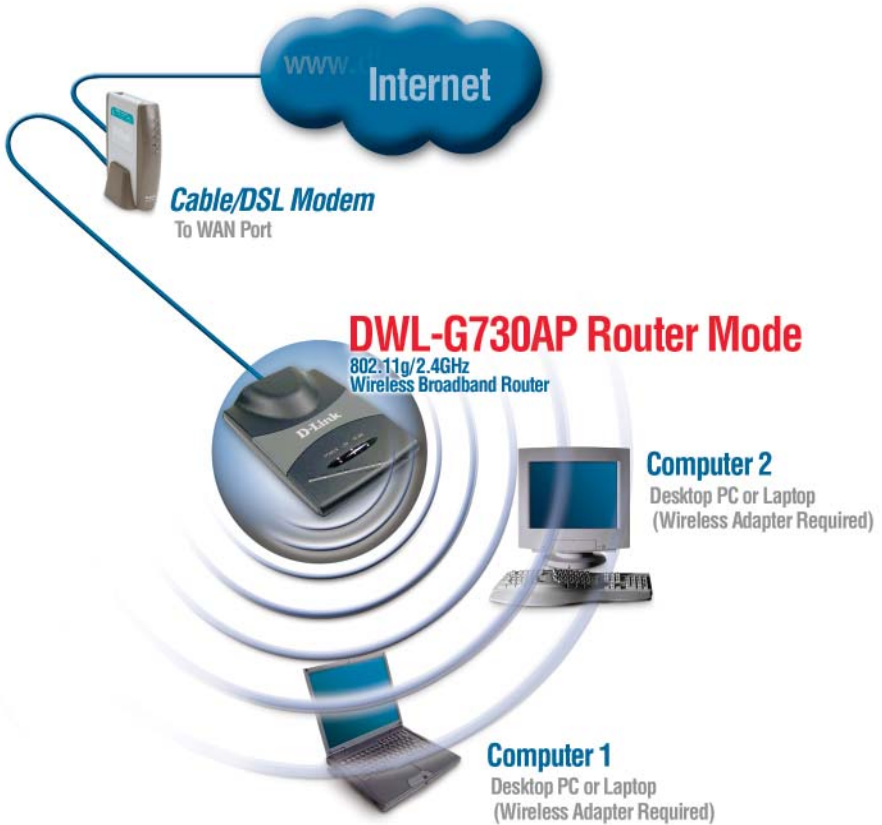 www.
Internet
Cable/DSL Modem
To WAN Port
DWL-G730AP Router Mode
802.11g/2.4GHz
Wireless Broadband Router
D-Link
Computer 2
Desktop PC or Laptop
(Wireless Adapter Required)
Computer 1
Desktop PC or Laptop
(Wireless Adapter Required)